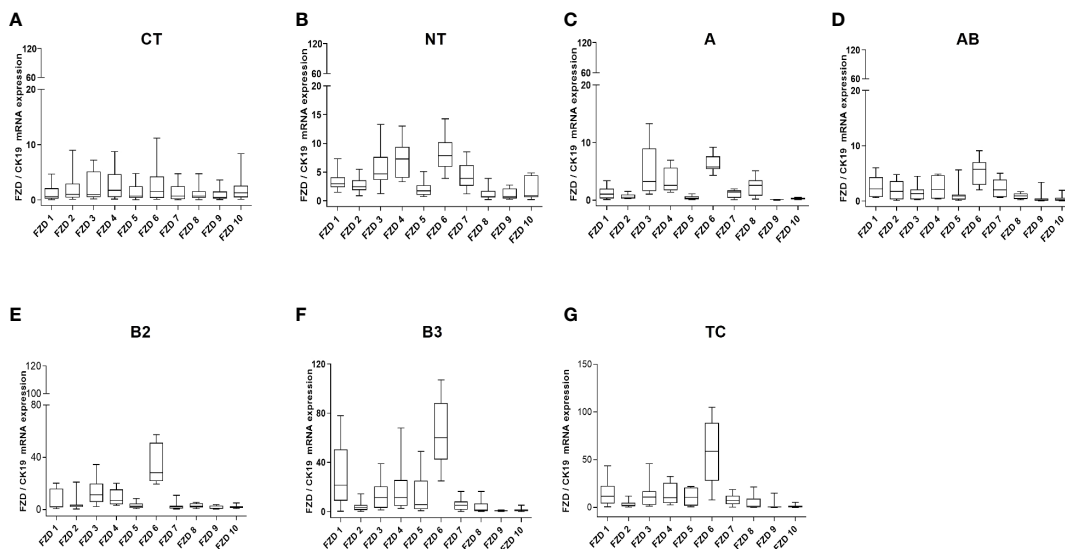 A
CT
FZD / CK19 mRNA expression
120
60
20
10
0
FZD 1
FZD 2
FZD 3
FZD 4
FZD 5
FZD 6
FZD 7
FZD 8
FZD 9
FZD 10
B
NT
FZD / CK19 mRNA expression
120
60
20
15
10
5
0
FZD 1
FZD 2
FZD 3
FZD 4
FZD 5
FZD 6
FZD 7
FZD 8
FZD 9
FZD 10
C
A
FZD / CK19 mRNA expression
120
60
20
10
0
FZD 1
FZD 2
FZD 3
FZD 4
FZD 5
FZD 6
FZD 7
FZD 8
FZD 9
FZD 10
D
AB
FZD / CK19 mRNA expression
120
60
20
10
0
FZD 1
FZD 2
FZD 3
FZD 4
FZD 5
FZD 6
FZD 7
FZD 8
FZD 9
FZD 10
E
B2
FZD / CK19 mRNA expression
120
100
80
40
0
FZD 1
FZD 2
FZD 3
FZD 4
FZD 5
FZD 6
FZD 7
FZD 8
FZD 9
FZD 10
F
B3
FZD / CK19 mRNA expression
120
80
40
0
FZD 1
FZD 2
FZD 3
FZD 4
FZD 5
FZD 6
FZD 7
FZD 8
FZD 9
FZD 10
G
TC
FZD / CK19 mRNA expression
150
100
50
0
FZD 1
FZD 2
FZD 3
FZD 4
FZD 5
FZD 6
FZD 7
FZD 8
FZD 9
FZD 10